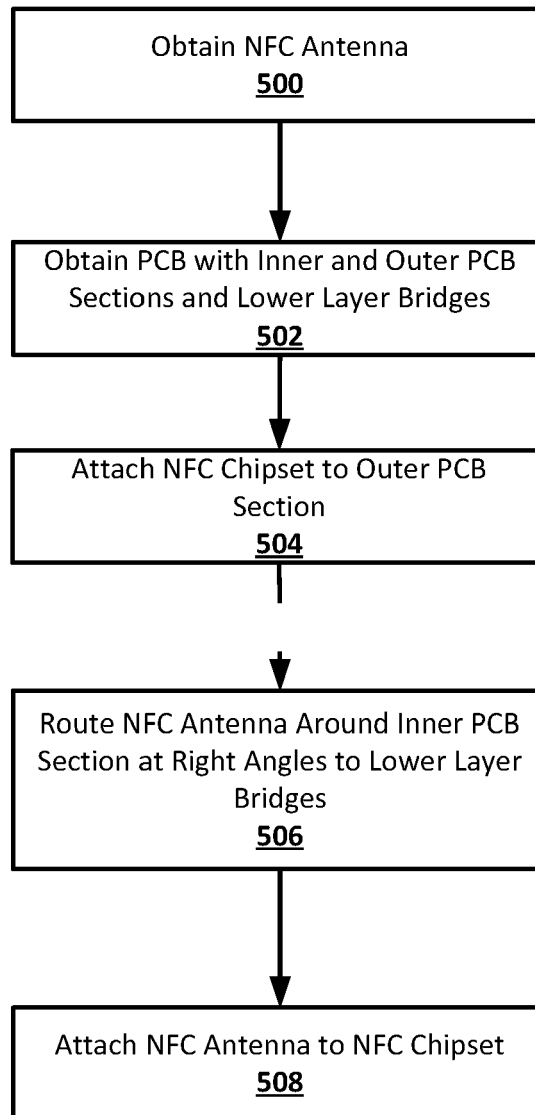 Obtain NFC Antenna
500
Obtain PCB with Inner and Outer PCB
Sections and Lower Layer Bridges
502
Attach NFC Chipset to Outer PCB
Section
504
Route NFC Antenna Around Inner PCB
Section at Right Angles to Lower Layer
Bridges
506
Attach NFC Antenna to NFC Chipset
508